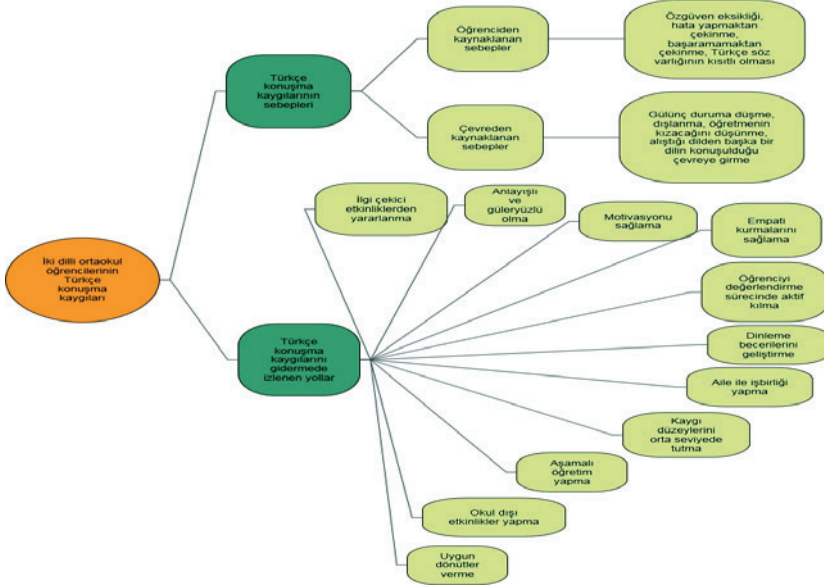 İki dilli ortaokul
öğrencilerinin
Türkçe
konuşma
kaygıları
Türkçe
konuşma
kaygılarının
sebepleri
Öğrenciden
kaynaklanan
sebepler
Özgüven eksikliği,
hata yapmaktan
çekinme,
başaramamaktan
çekinme, Türkçe söz
varlığının kısıtlı olması
Çevreden
kaynaklanan
sebepler
Gülünç duruma düşme,
dışlanma, öğretmenin
kızacağını düşünme,
alıştığı dilden başka bir
dilin konuşulduğu
çevreye girme
Türkçe
konuşma
kaygılarını
gidermede
izlenen yollar
İlgi çekici
etkinliklerden
yararlanma
Anlayışlı
ve
güleryüzlü
olma
Motivasyonu
sağlama
Empati
kurmalarını
sağlama
Öğrenciyi
değerlendirme
sürecinde aktif
kılma
Dinleme
becerilerini
geliştirme
Aile ile işbirliği
yapma
Kaygı
düzeylerini
orta seviyede
tutma
Aşamalı
öğretim
yapma
Okul dışı
etkinlikler yapma
Uygun
dönütler
verme